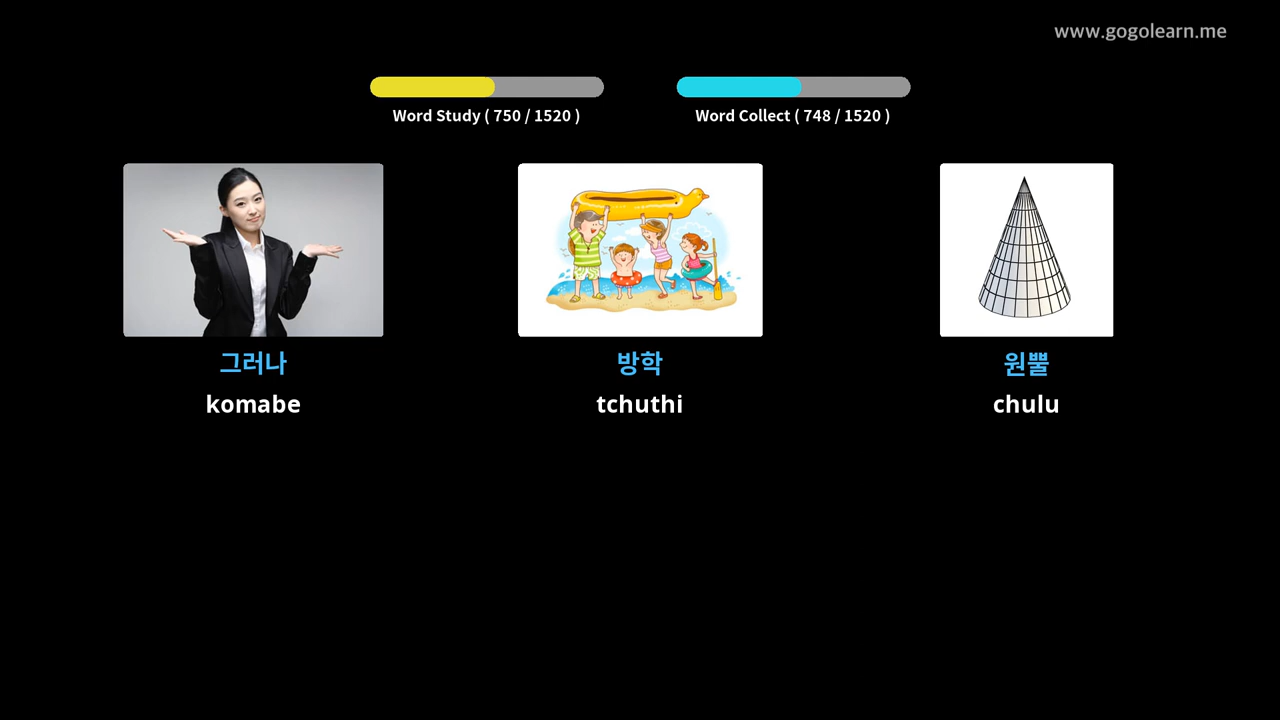 www.gogolearn.me
Word Study ( 750 / 1520 )
Word Collect ( 748 / 1520 )
그러나
komabe
방학
tchuthi
원뿔
chulu